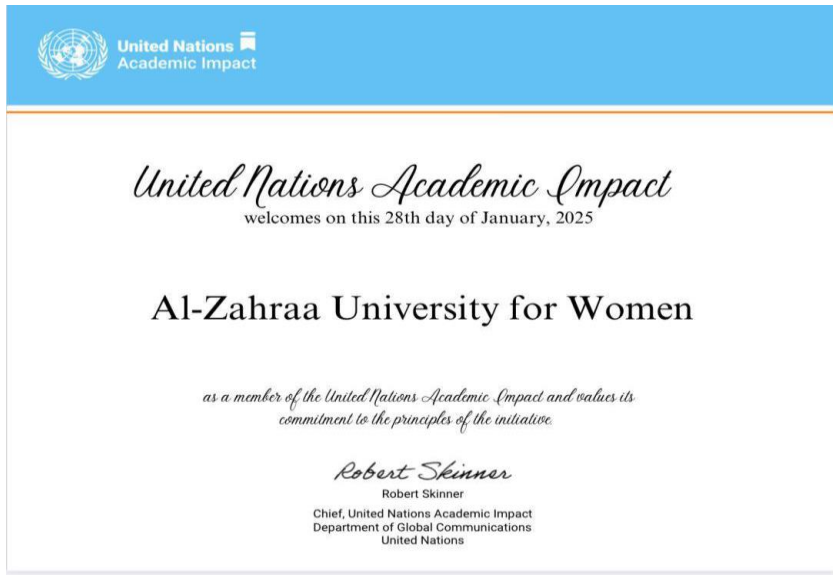 United Nations
Academic Impact
United Nations Academic Impact
welcomes on this 28th day of January, 2025
Al-Zahraa University for Women
as a member of the United Nations Academic Impact and values its
commitment to the principles of the initiative.
Robert Skinner
Robert Skinner
Chief, United Nations Academic Impact
Department of Global Communications
United Nations